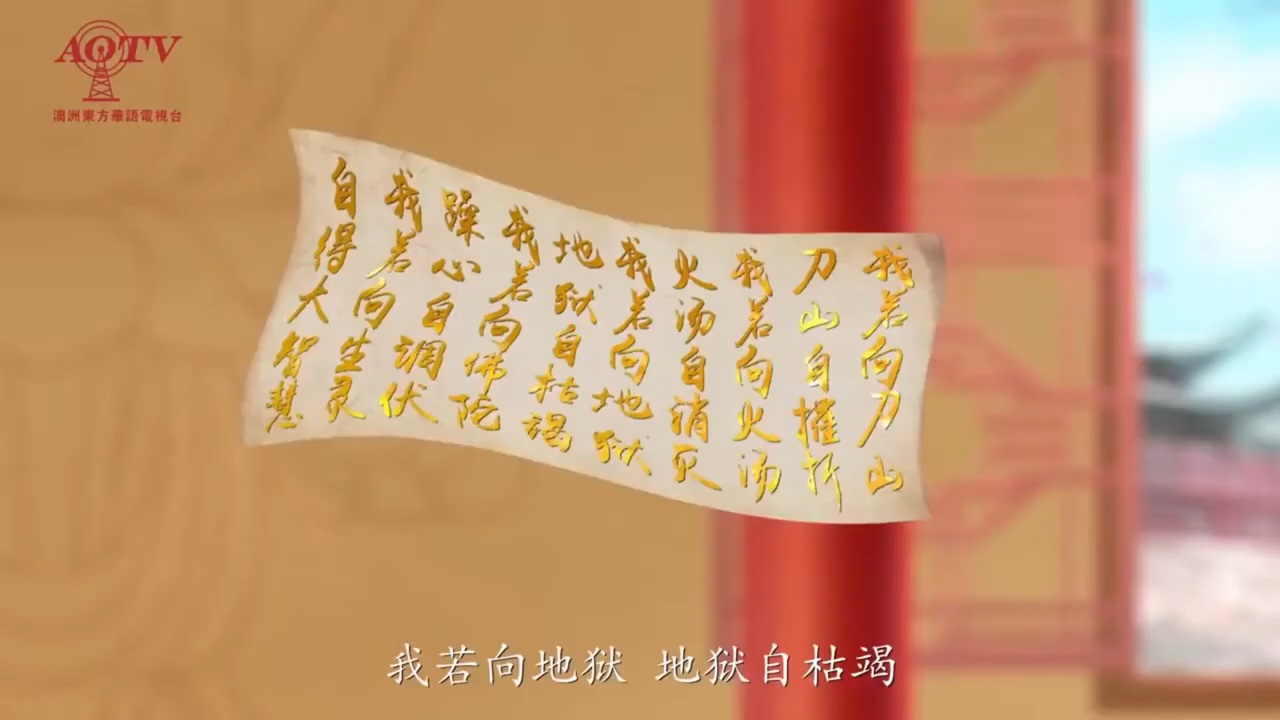 AOTV
澳洲東方華語電視台
我若向刀山
刀山自摧折
我若向火汤
火汤自消灭
我若向地狱
地狱自枯竭
我若向佛陀
躁心自调伏
我若向生灵
自得大智慧
我若向地狱 地狱自枯竭